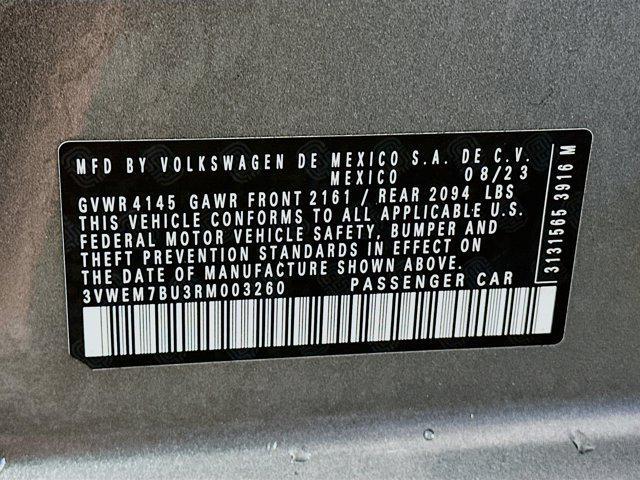 MFD BY VOLKSWAGEN DE MEXICO S.A. DE C.V.
MEXICO 08/23
GVWR 4145 GAWR FRONT 2161 / REAR 2094 LBS
THIS VEHICLE CONFORMS TO ALL APPLICABLE U.S.
FEDERAL MOTOR VEHICLE SAFETY, BUMPER AND
THEFT PREVENTION STANDARDS IN EFFECT ON
THE DATE OF MANUFACTURE SHOWN ABOVE.
3VWEM7BU3RM003260 PASSENGER CAR
3131565 3916 M